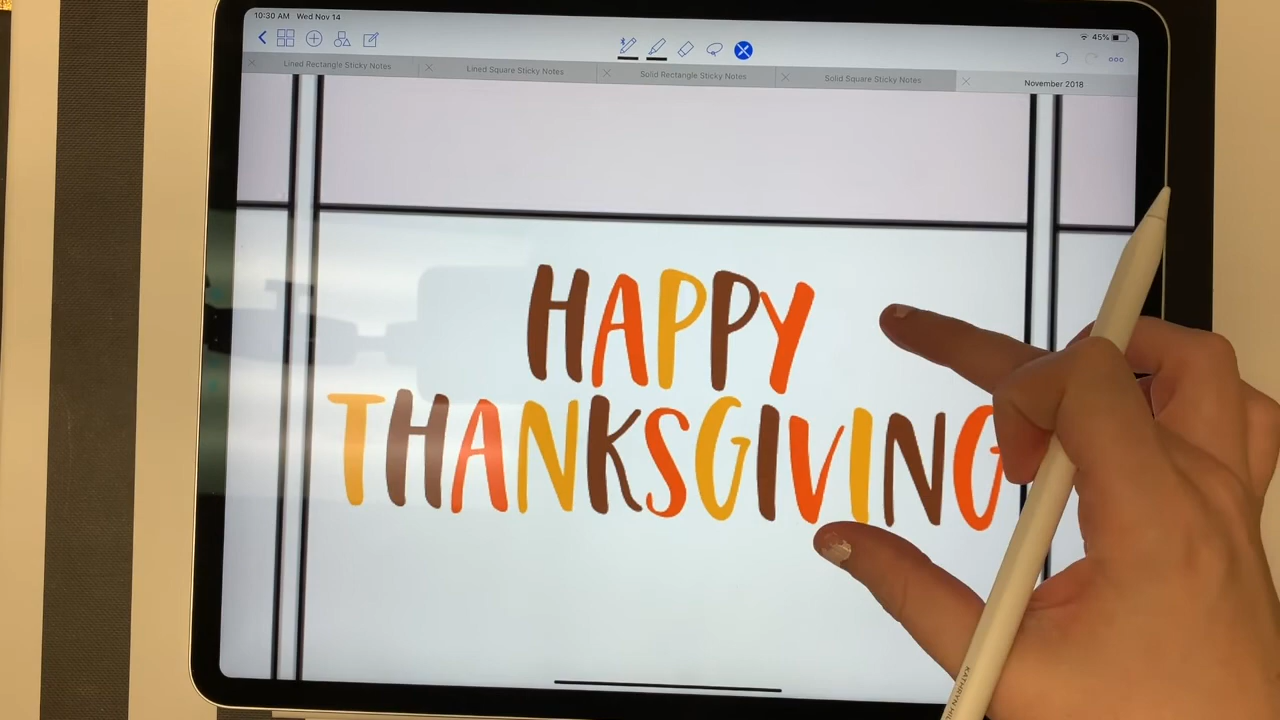 10:30 AM Wed Nov 14
45%
Lined Rectangle Sticky Notes
Lined Square Sticky Notes
Solid Rectangle Sticky Notes
Solid Square Sticky Notes
November 2018
HAPPY
THANKSGIVING